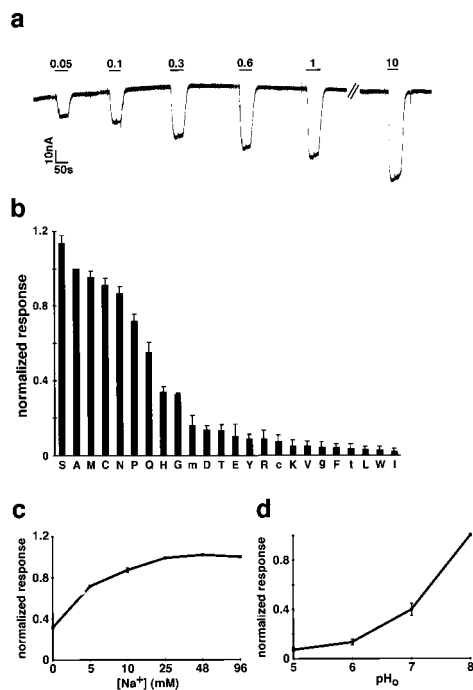 a
0.05 0.1 0.3 0.6 1 10
10nA
50s
b
normalized response
1.2
0.8
0.4
0
S A M C N P Q H G m D T E Y R c K V g F t L W I
c
normalized response
1.2
0.8
0.4
0
0 5 10 25 48 96
[Na+] (mM)
d
normalized response
0.8
0.4
0
5 6 7 8
pHo